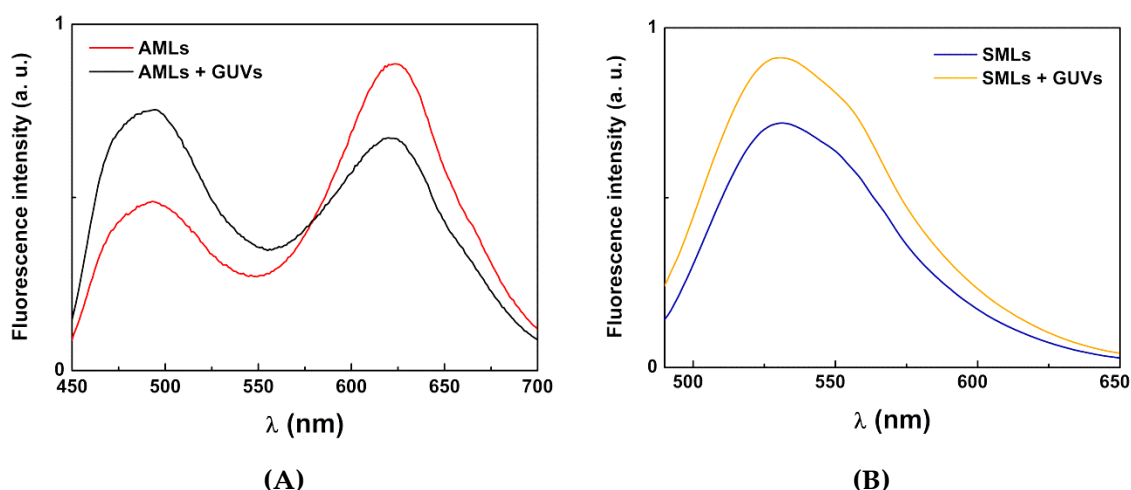 1
AMLs
AMLs + GUVs
Fluorescence intensity (a. u.)
0
450 500 550 600 650 700
λ (nm)
(A)
1
SMLs
SMLs + GUVs
Fluorescence intensity (a. u.)
0
500 550 600 650
λ (nm)
(B)